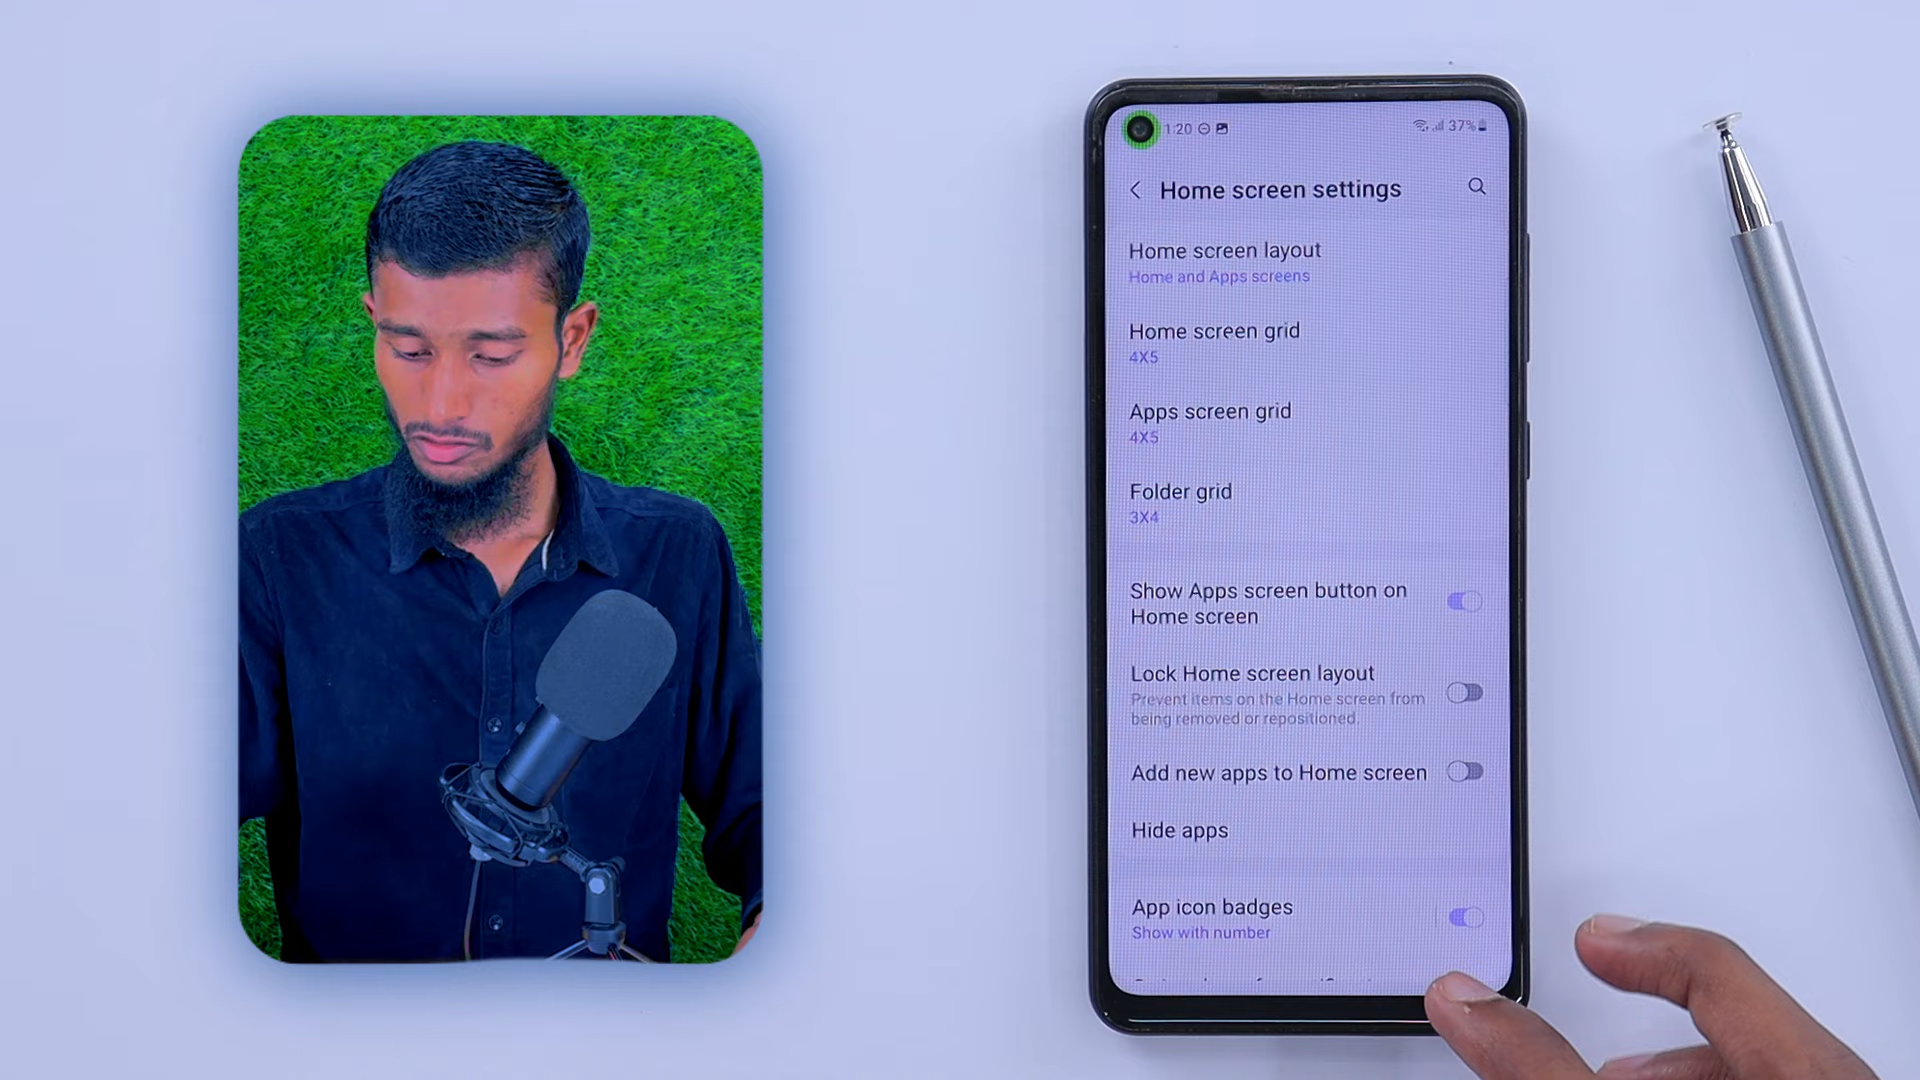 1:20
37%
Home screen settings
Home screen layout
Home and Apps screens
Home screen grid
4X5
Apps screen grid
4X5
Folder grid
3X4
Show Apps screen button on
Home screen
Lock Home screen layout
Prevent items on the Home screen from
being removed or repositioned.
Add new apps to Home screen
Hide apps
App icon badges
Show with number